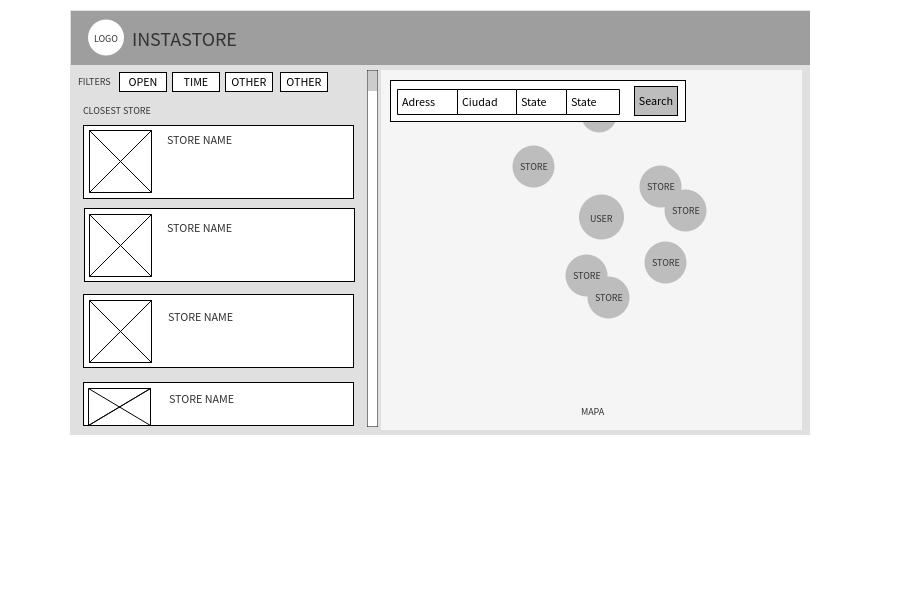 LOGO INSTASTORE
FILTERS OPEN TIME OTHER OTHER
CLOSEST STORE
STORE NAME
STORE NAME
STORE NAME
STORE NAME
Adress Ciudad State State Search
STORE
STORE
STORE
USER
STORE
STORE
STORE
MAPA